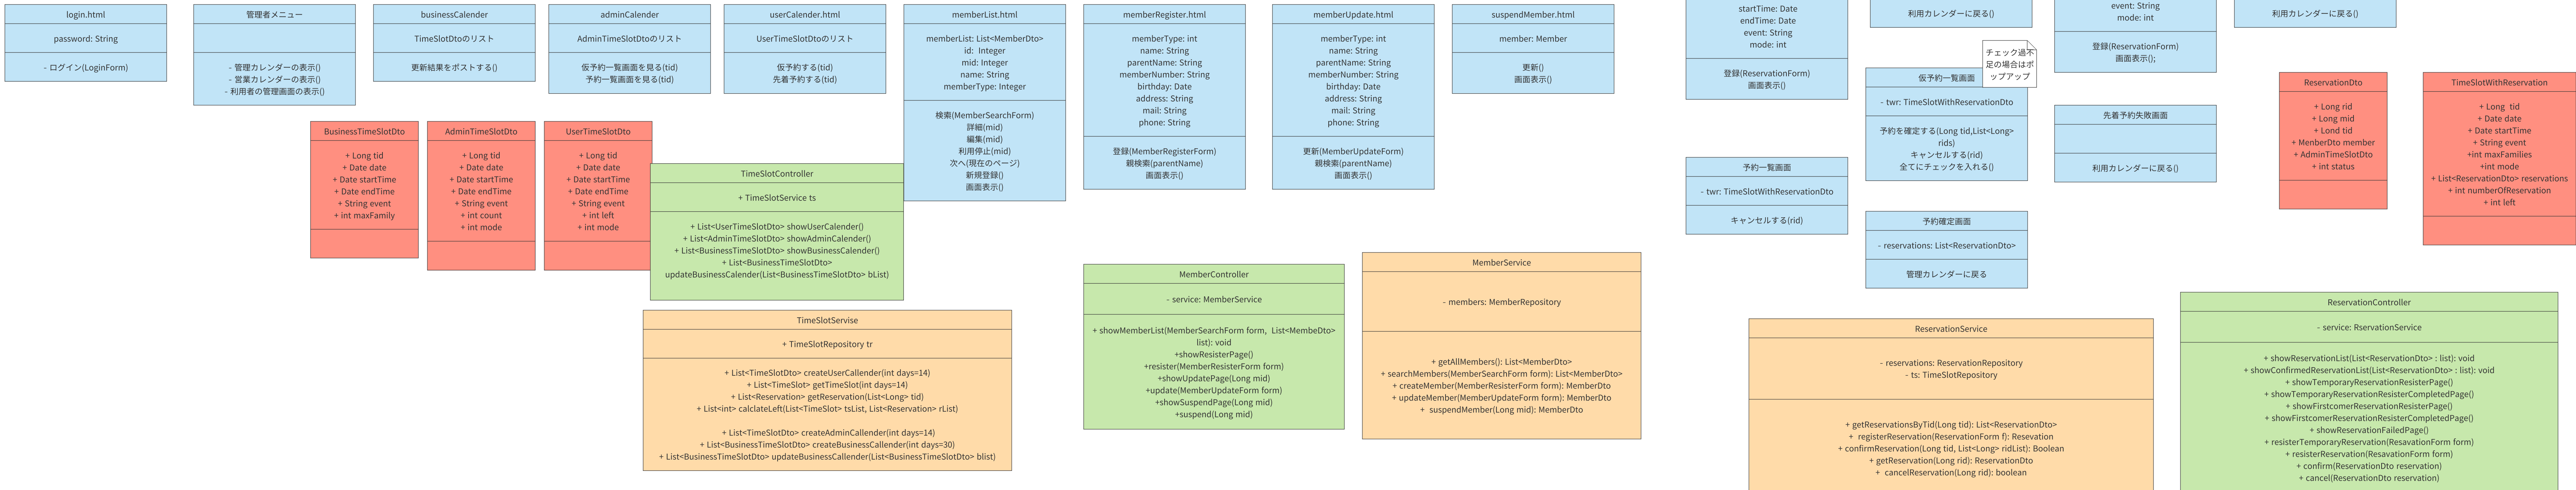 login.html
password: String
- ログイン(LoginForm)
管理者メニュー
- 管理カレンダーの表示()
- 営業カレンダーの表示()
- 利用者の管理画面の表示()
businessCalender
TimeSlotDtoのリスト
更新結果をポストする()
adminCalender
AdminTimeSlotDtoのリスト
仮予約一覧画面を見る(tid)
予約一覧画面を見る(tid)
userCalender.html
UserTimeSlotDtoのリスト
仮予約する(tid)
先着予約する(tid)
memberList.html
memberList: List<MemberDto>
id:  Integer
mid: Integer
name: String
memberType: Integer
検索(MemberSearchForm)
詳細(mid)
編集(mid)
利用停止(mid)
次へ(現在のページ)
新規登録()
画面表示()
memberRegister.html
memberType: int
name: String
parentName: String
memberNumber: String
birthday: Date
address: String
mail: String
phone: String
登録(MemberRegisterForm)
親検索(parentName)
画面表示()
memberUpdate.html
memberType: int
name: String
parentName: String
memberNumber: String
birthday: Date
address: String
mail: String
phone: String
更新(MemberUpdateForm)
親検索(parentName)
画面表示()
suspendMember.html
member: Member
更新()
画面表示()
startTime: Date
endTime: Date
event: String
mode: int
登録(ReservationForm)
画面表示()
利用カレンダーに戻る()
event: String
mode: int
登録(ReservationForm)
画面表示();
利用カレンダーに戻る()
チェック過不
足の場合はポ
ップアップ
仮予約一覧画面
- twr: TimeSlotWithReservationDto
予約を確定する(Long tid,List<Long>
rids)
キャンセルする(rid)
全てにチェックを入れる()
先着予約失敗画面
利用カレンダーに戻る()
予約一覧画面
- twr: TimeSlotWithReservationDto
キャンセルする(rid)
予約確定画面
- reservations: List<ReservationDto>
管理カレンダーに戻る
ReservationDto
+ Long rid
+ Long mid
+ Lond tid
+ MenberDto member
+ AdminTimeSlotDto
+ int status
TimeSlotWithReservation
+ Long  tid
+ Date date
+ Date startTime
+ String event
+int maxFamilies
+int mode
+ List<ReservationDto> reservations
+ int numberOfReservation
+ int left
BusinessTimeSlotDto
+ Long tid
+ Date date
+ Date startTime
+ Date endTime
+ String event
+ int maxFamily
AdminTimeSlotDto
+ Long tid
+ Date date
+ Date startTime
+ Date endTime
+ String event
+ int count
+ int mode
UserTimeSlotDto
+ Long tid
+ Date date
+ Date startTime
+ Date endTime
+ String event
+ int left
+ int mode
TimeSlotController
+ TimeSlotService ts
+ List<UserTimeSlotDto> showUserCalender()
+ List<AdminTimeSlotDto> showAdminCalender()
+ List<BusinessTimeSlotDto> showBusinessCalender()
+ List<BusinessTimeSlotDto>
updateBusinessCalender(List<BusinessTimeSlotDto> bList)
TimeSlotServise
+ TimeSlotRepository tr
+ List<TimeSlotDto> createUserCallender(int days=14)
+ List<TimeSlot> getTimeSlot(int days=14)
+ List<Reservation> getReservation(List<Long> tid)
+ List<int> calclateLeft(List<TimeSlot> tsList, List<Reservation> rList)
+ List<TimeSlotDto> createAdminCallender(int days=14)
+ List<BusinessTimeSlotDto> createBusinessCallender(int days=30)
+ List<BusinessTimeSlotDto> updateBusinessCallender(List<BusinessTimeSlotDto> blist)
MemberController
- service: MemberService
+ showMemberList(MemberSearchForm form,  List<MembeDto>
list): void
+showResisterPage()
+resister(MemberResisterForm form)
+showUpdatePage(Long mid)
+update(MemberUpdateForm form)
+showSuspendPage(Long mid)
+suspend(Long mid)
MemberService
- members: MemberRepository
+ getAllMembers(): List<MemberDto>
+ searchMembers(MemberSearchForm form): List<MemberDto>
+ createMember(MemberResisterForm form): MemberDto
+ updateMember(MemberUpdateForm form): MemberDto
+  suspendMember(Long mid): MemberDto
ReservationService
- reservations: ReservationRepository
- ts: TimeSlotRepository
+ getReservationsByTid(Long tid): List<ReservationDto>
+  registerReservation(ReservationForm f): Resevation
+ confirmReservation(Long tid, List<Long> ridList): Boolean
+ getReservation(Long rid): ReservationDto
+  cancelReservation(Long rid): boolean
ReservationController
- service: RservationService
+ showReservationList(List<ReservationDto> : list): void
+ showConfirmedReservationList(List<ReservationDto> : list): void
+ showTemporaryReservationResisterPage()
+ showTemporaryReservationResisterCompletedPage()
+ showFirstcomerReservationResisterPage()
+ showFirstcomerReservationResisterCompletedPage()
+ showReservationFailedPage()
+ resisterTemporaryReservation(ResavationForm form)
+ resisterReservation(ResavationForm form)
+ confirm(ReservationDto reservation)
+ cancel(ReservationDto reservation)